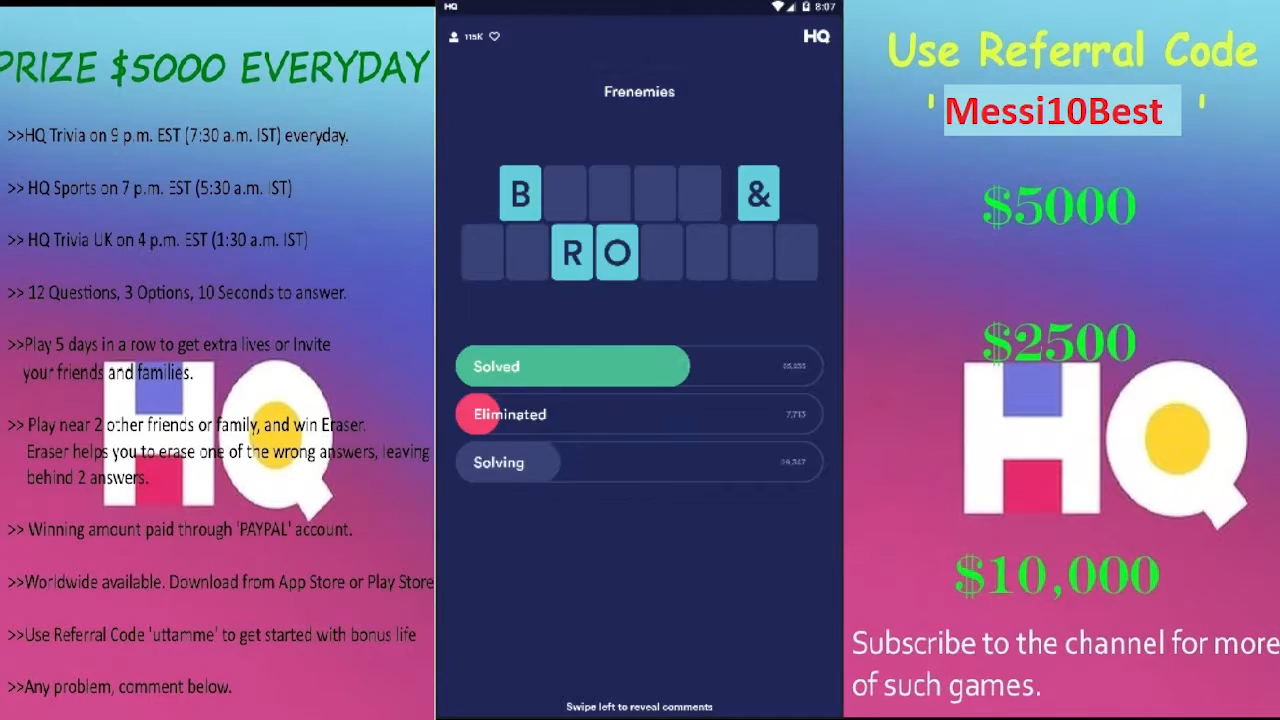 PRIZE $5000 EVERYDAY
>>HQ Trivia on 9 p.m. EST (7:30 a.m. IST) everyday.
>> HQ Sports on 7 p.m. EST (5:30 a.m. IST)
>> HQ Trivia UK on 4 p.m. EST (1:30 a.m. IST)
>> 12 Questions, 3 Options, 10 Seconds to answer.
>>Play 5 days in a row to get extra lives or Invite
your friends and families.
>> Play near 2 other friends or family, and win Eraser.
Eraser helps you to erase one of the wrong answers, leaving
behind 2 answers.
HQ
>> Winning amount paid through 'PAYPAL' account.
>>Worldwide available. Download from App Store or Play Store
>>Use Referral Code 'uttamme' to get started with bonus life
>>Any problem, comment below.
HQ 8:07
115K HQ
Frenemies
B &
R O
Solved
Eliminated 7,713
Solving
Swipe left to reveal comments
Use Referral Code
' Messi10Best '
$5000
$2500
HQ
$10,000
Subscribe to the channel for more
of such games.